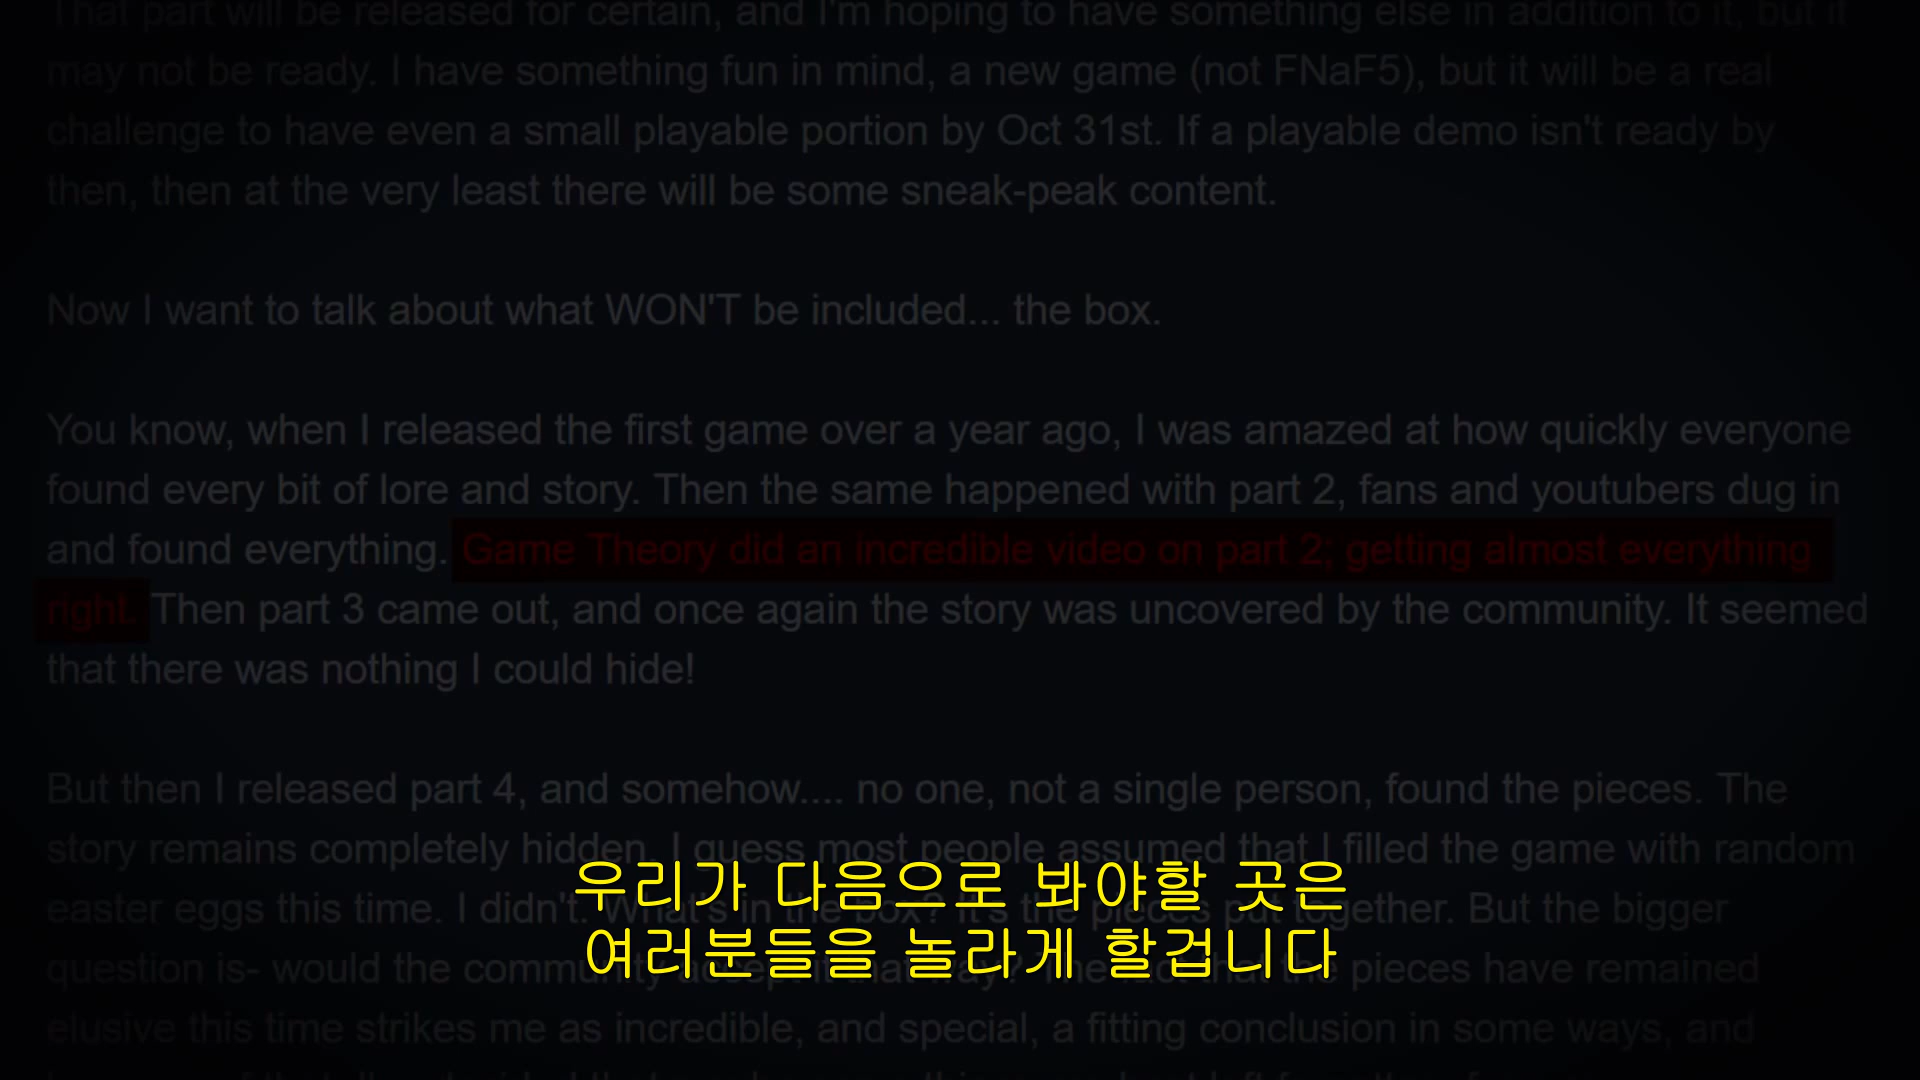 That part will be released for certain, and I'm hoping to have something else in addition to it, but it
may not be ready. I have something fun in mind, a new game (not FNaF5), but it will be a real
challenge to have even a small playable portion by Oct 31st. If a playable demo isn't ready by
then, then at the very least there will be some sneak-peak content.
Now I want to talk about what WON'T be included... the box.
You know, when I released the first game over a year ago, I was amazed at how quickly everyone
found every bit of lore and story. Then the same happened with part 2, fans and youtubers dug in
and found everything. Game Theory did an incredible video on part 2; getting almost everything
right. Then part 3 came out, and once again the story was uncovered by the community. It seemed
that there was nothing I could hide!
But then I released part 4, and somehow.... no one, not a single person, found the pieces. The
story remains completely hidden. I guess most people assumed that I filled the game with random
easter eggs this time. I didn't. What's in the box? It's the pieces put together. But the bigger
question is- would the community accept it that way? The fact that the pieces have remained
elusive this time strikes me as incredible, and special, a fitting conclusion in some ways, and
우리가 다음으로 봐야할 곳은
여러분들을 놀라게 할겁니다